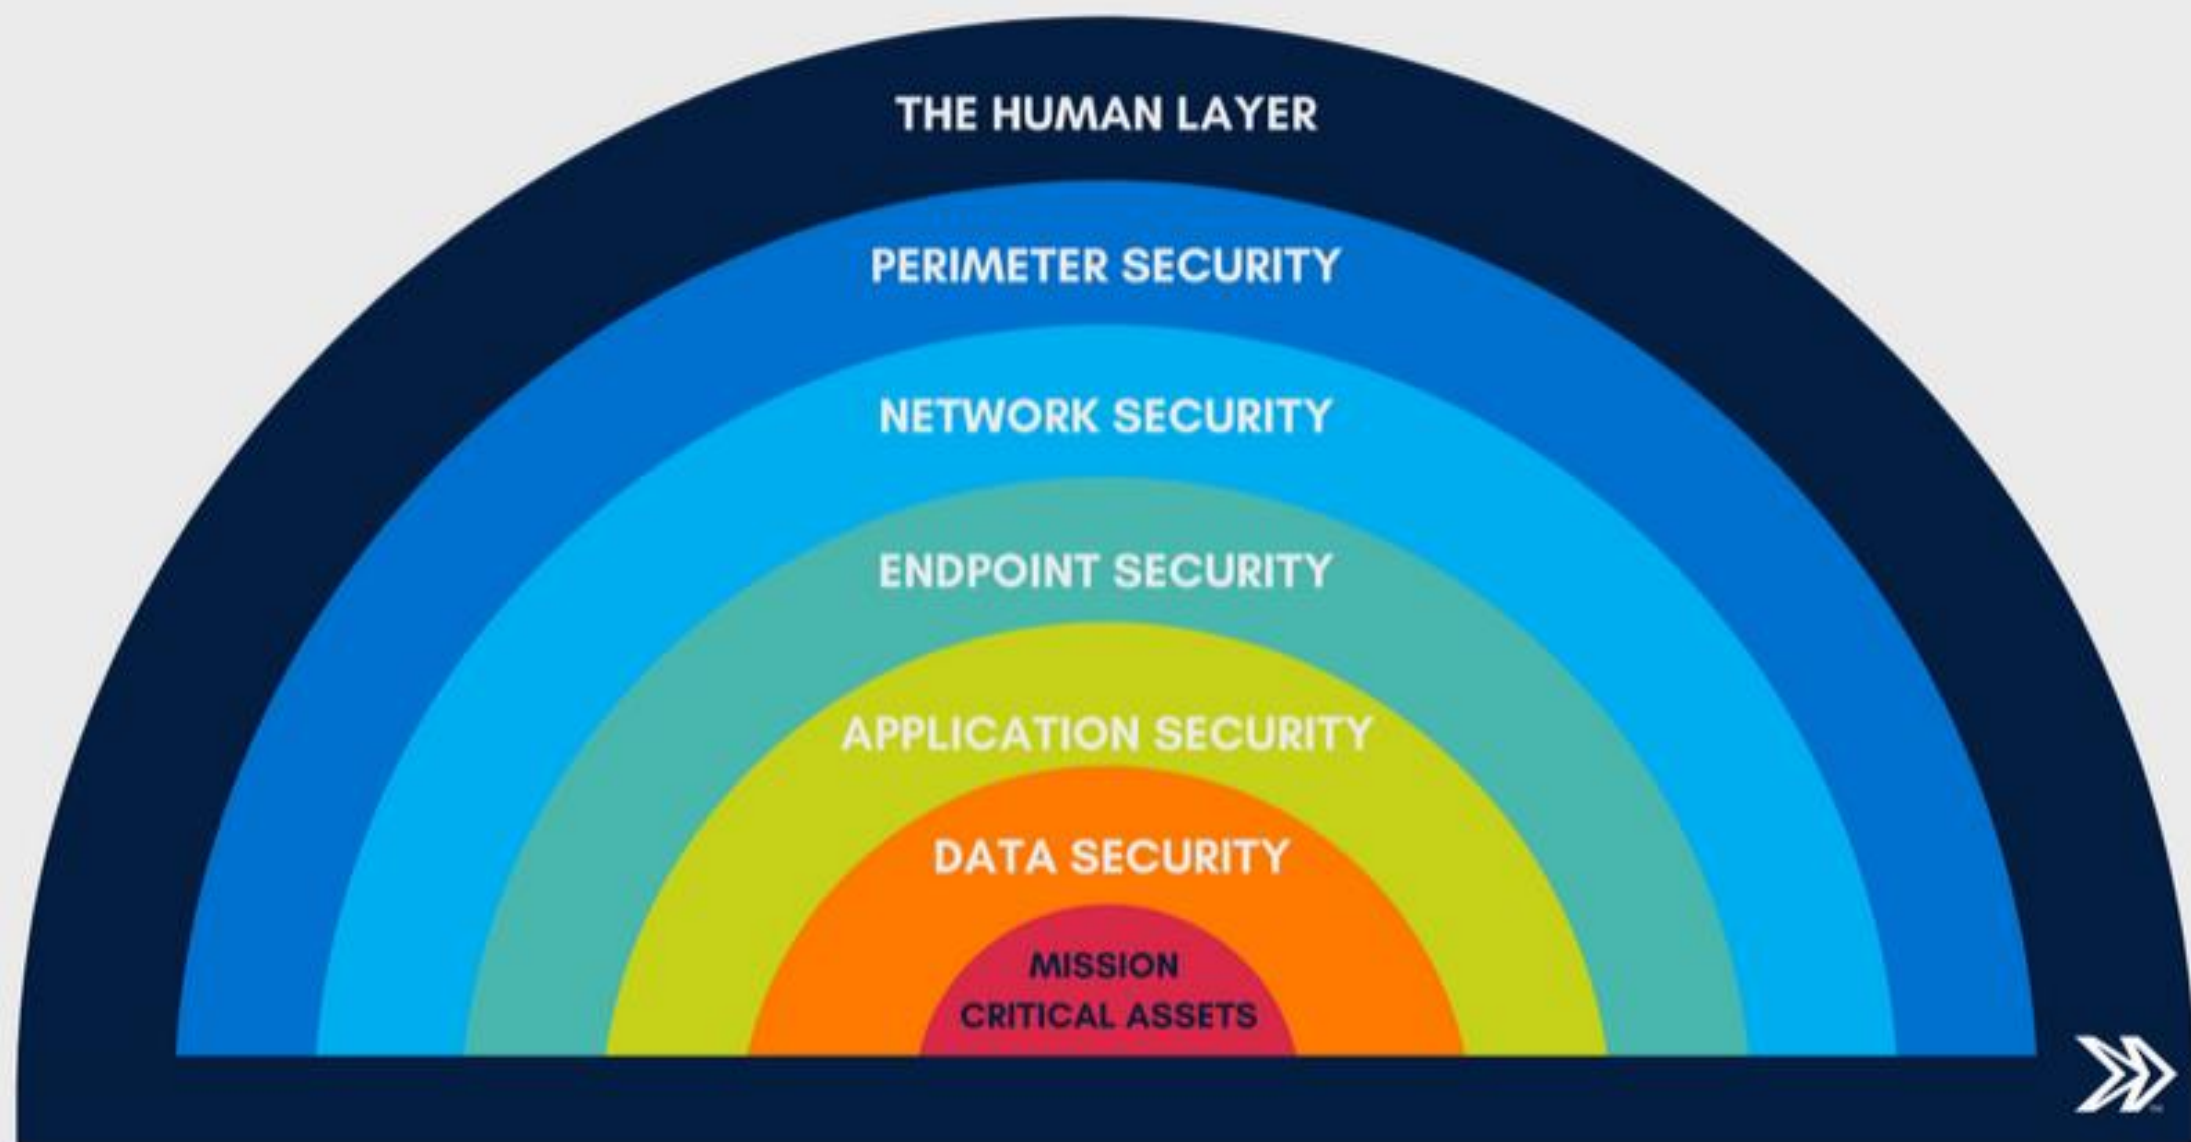 THE HUMAN LAYER
PERIMETER SECURITY
NETWORK SECURITY
ENDPOINT SECURITY
APPLICATION SECURITY
DATA SECURITY
MISSION
CRITICAL ASSETS